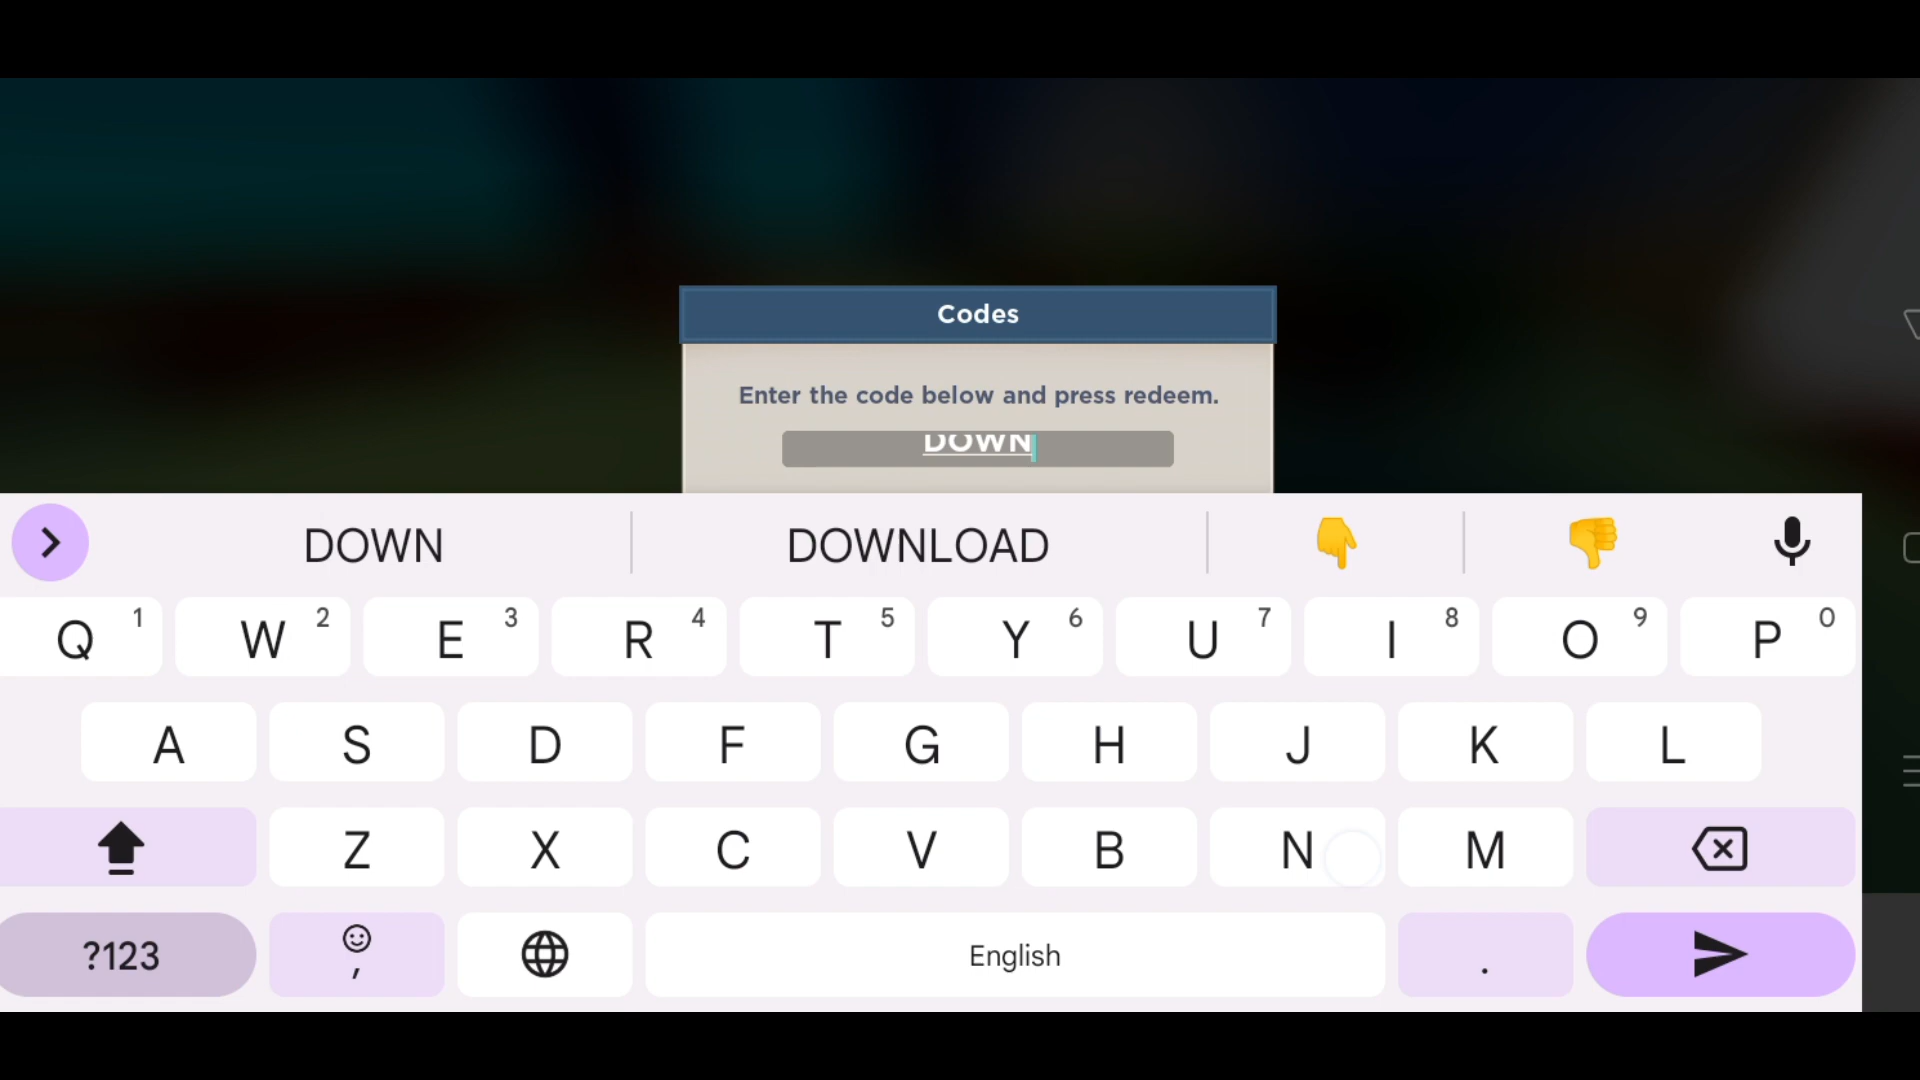 Codes
Enter the code below and press redeem.
DOWN
DOWN DOWNLOAD
Q 1 W 2 E 3 R 4 T 5 Y 6 U 7 I 8 O 9 P 0
A S D F G H J K L
Z X C V B N M
?123 , English .